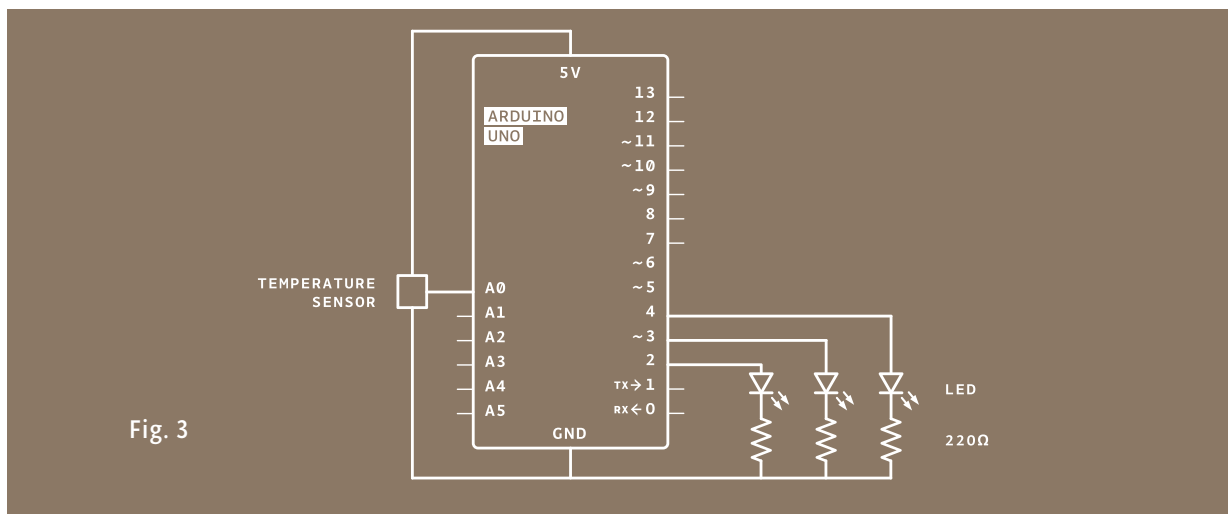 5V
ARDUINO
UNO
13
12
~11
~10
~9
8
7
~6
~5
4
~3
2
TX→1
RX←0
TEMPERATURE
SENSOR
A0
A1
A2
A3
A4
A5
GND
LED
220Ω
Fig. 3